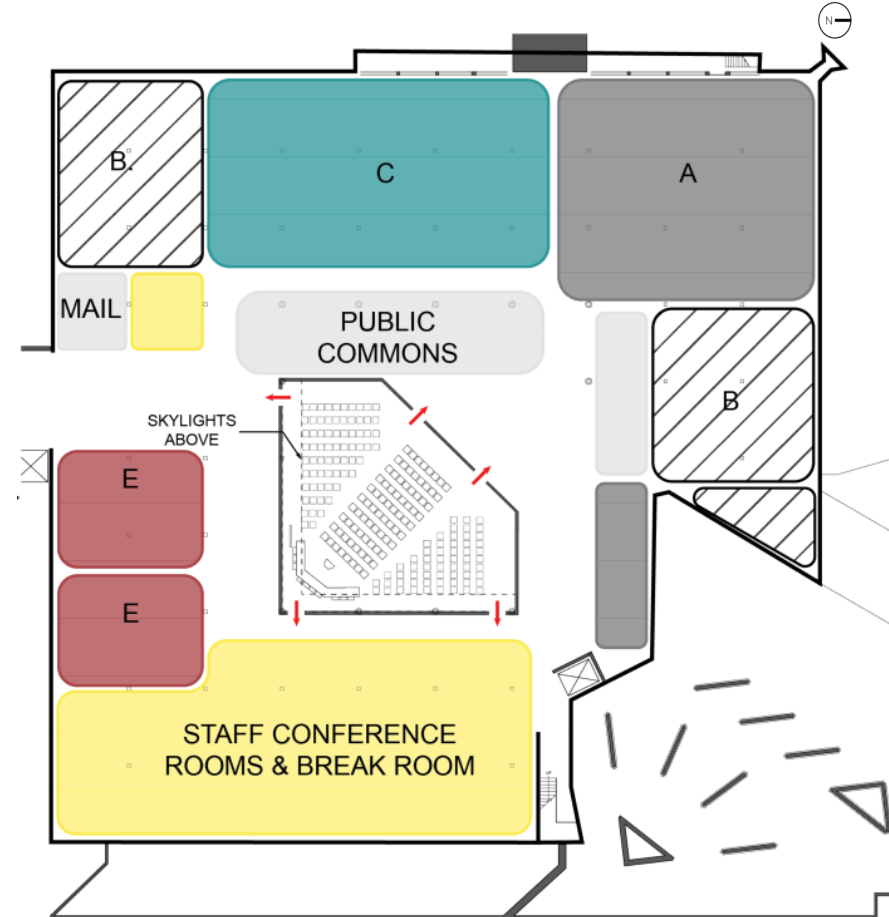 N
B.
C
A
MAIL
PUBLIC
COMMONS
B
SKYLIGHTS
ABOVE
E
E
STAFF CONFERENCE
ROOMS & BREAK ROOM